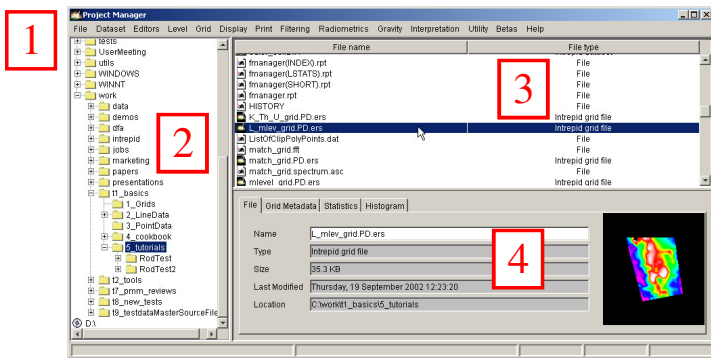 Project Manager
File Dataset Editors Level Grid Display Print Filtering Radiometrics Gravity Interpretation Utility Betas Help
1
tests
UserMeeting
utils
WINDOWS
WINNT
work
data
demos
dfa
intrepid
jobs
marketing
papers
presentations
t1_basics
1_Grids
2_LineData
3_PointData
4_cookbook
5_tutorials
RodTest
RodTest2
t2_tools
t7_pmm_reviews
t8_new_tests
t9_testdataMasterSourceFile
D:\
2
File name File type
fmanager(INDEX).rpt File
fmanager(LSTATS).rpt File
fmanager(SHORT).rpt File
fmanager.rpt File
HISTORY File
K_Th_U_grid.PD.ers Intrepid grid file
L_mlev_grid.PD.ers Intrepid grid file
ListOfClipPolyPoints.dat File
match_grid.fft File
match_grid.PD.ers Intrepid grid file
match_grid.spectrum.asc File
mlevel_grid.PD.ers Intrepid grid file
3
File Grid Metadata Statistics Histogram
Name L_mlev_grid.PD.ers
Type Intrepid grid file
Size 35.3 KB
Last Modified Thursday, 19 September 2002 12:23:20
Location C:\work\t1_basics\5_tutorials
4